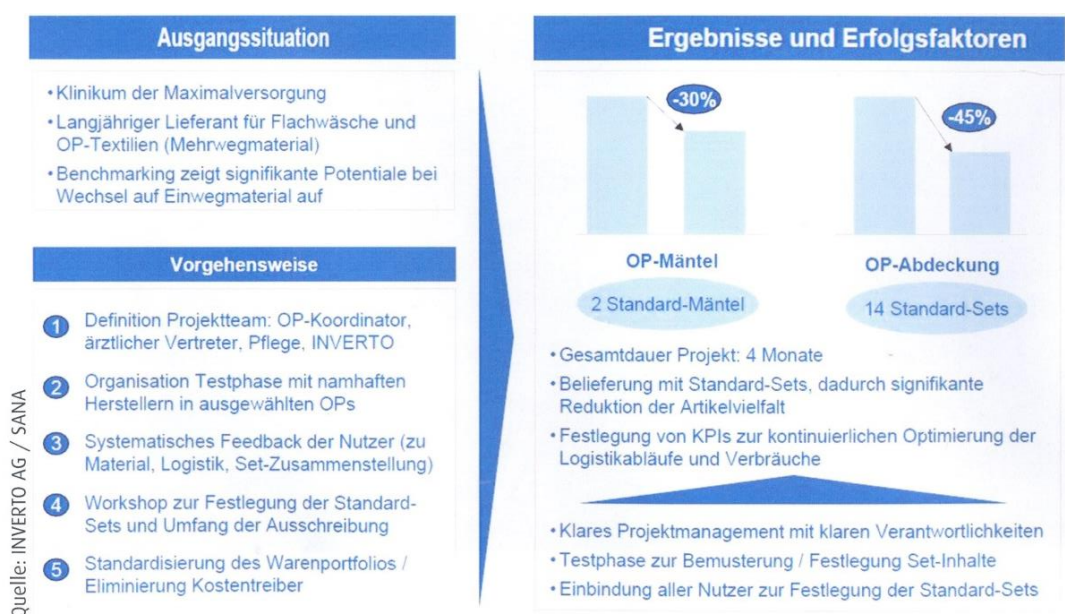 Ausgangssituation
• Klinikum der Maximalversorgung
• Langjähriger Lieferant für Flachwäsche und
OP-Textilien (Mehrwegmaterial)
• Benchmarking zeigt signifikante Potentiale bei
Wechsel auf Einwegmaterial auf
Vorgehensweise
1 Definition Projektteam: OP-Koordinator,
ärztlicher Vertreter, Pflege, INVERTO
2 Organisation Testphase mit namhaften
Herstellern in ausgewählten OPs
3 Systematisches Feedback der Nutzer (zu
Material, Logistik, Set-Zusammenstellung)
4 Workshop zur Festlegung der Standard-
Sets und Umfang der Ausschreibung
5 Standardisierung des Warenportfolios /
Eliminierung Kostentreiber
Ergebnisse und Erfolgsfaktoren
-30%
-45%
OP-Mäntel
OP-Abdeckung
2 Standard-Mäntel
14 Standard-Sets
• Gesamtdauer Projekt: 4 Monate
• Belieferung mit Standard-Sets, dadurch signifikante
Reduktion der Artikelvielfalt
• Festlegung von KPIs zur kontinuierlichen Optimierung der
Logistikabläufe und Verbräuche
• Klares Projektmanagement mit klaren Verantwortlichkeiten
• Testphase zur Bemusterung / Festlegung Set-Inhalte
• Einbindung aller Nutzer zur Festlegung der Standard-Sets
Quelle: INVERTO AG / SANA